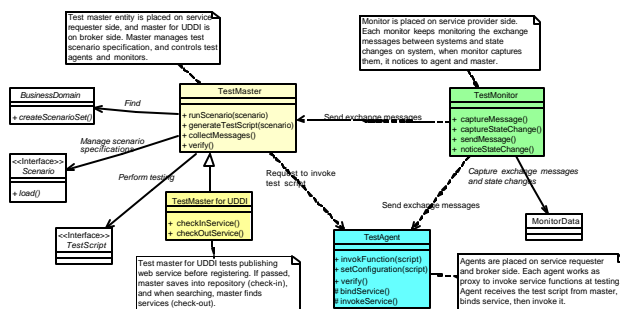 Test master entity is placed on service
requester side, and master for UDDI is
on broker side. Master manages test
scenario specification, and controls test
agents and monitors.
Monitor is placed on service provider side.
Each monitor keeps monitoring the exchange
messages between systems and state
changes on system, when monitor captures
them, it notices to agent and master.
BusinessDomain
+ createScenarioSet()
Find
TestMaster
+ runScenario(scenario)
+ generateTestScript(scenario)
+ collectMessages()
+ verify()
Send exchange messages
TestMonitor
+ captureMessage()
+ captureStateChange()
+ sendMessage()
+ noticeStateChange()
Manage scenario
specifications
<<Interface>>
Scenario
+ load()
Perform testing
Request to invoke
test script
Capture exchange messages
and state changes
TestMaster for UDDI
+ checkInService()
+ checkOutService()
Send exchange messages
MonitorData
<<Interface>>
TestScript
TestAgent
+ invokFunction(script)
+ setConfiguration(script)
+ verify()
# bindService()
# invokeService()
Test master for UDDI tests publishing
web service before registering. If passed,
master saves into repository (check-in),
and when searching, master finds
services (check-out).
Agents are placed on service requester
and broker side. Each agent works as
proxy to invoke service functions at testing.
Agent receives the test script from master,
binds service, then invoke it.